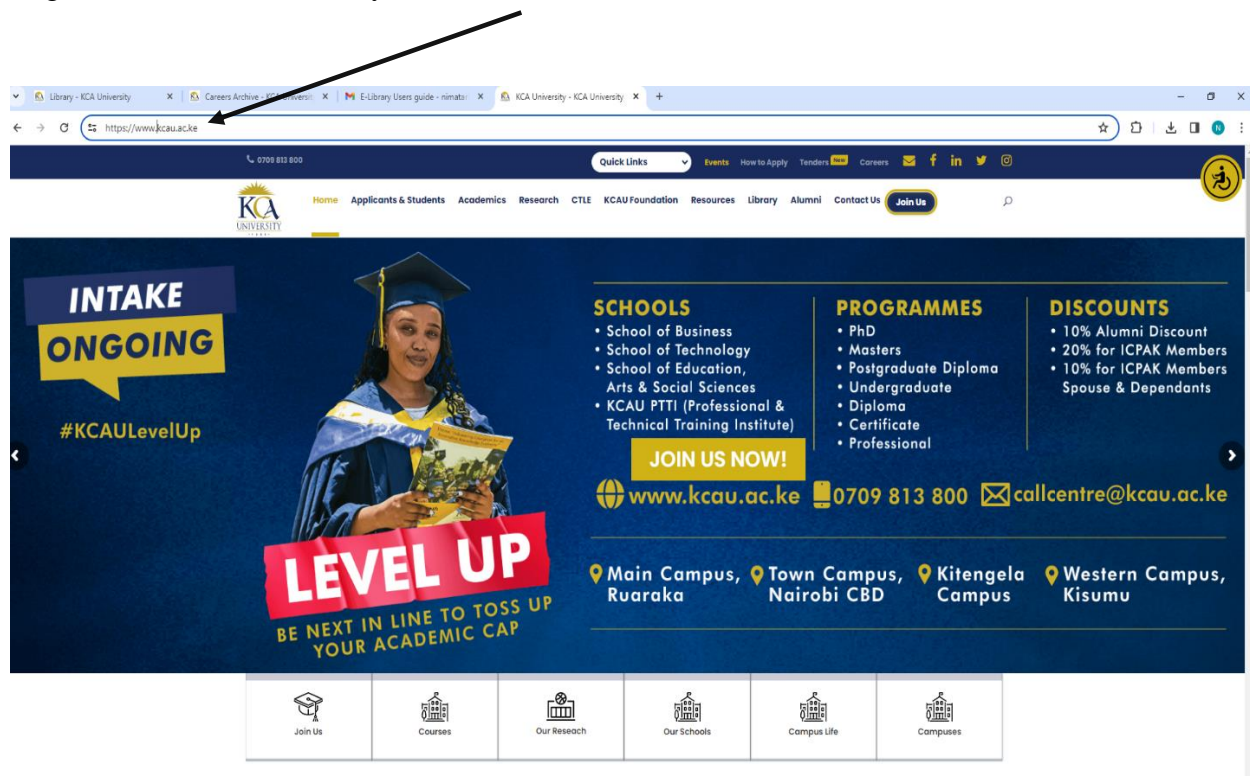 Library - KCA University
Careers Archive - KCA Universit
E-Library Users guide - nimata
KCA University - KCA University
https://www.kcau.ac.ke
0709 813 800
Quick Links
Events
How to Apply
Tenders New
Careers
KCA
UNIVERSITY
Home
Applicants & Students
Academics
Research
CTLE
KCAU Foundation
Resources
Library
Alumni
Contact Us
Join Us
INTAKE
ONGOING
#KCAULevelUp
LEVEL UP
BE NEXT IN LINE TO TOSS UP
YOUR ACADEMIC CAP
SCHOOLS
• School of Business
• School of Technology
• School of Education,
Arts & Social Sciences
• KCAU PTTI (Professional &
Technical Training Institute)
PROGRAMMES
• PhD
• Masters
• Postgraduate Diploma
• Undergraduate
• Diploma
• Certificate
• Professional
DISCOUNTS
• 10% Alumni Discount
• 20% for ICPAK Members
• 10% for ICPAK Members
Spouse & Dependants
JOIN US NOW!
www.kcau.ac.ke
0709 813 800
callcentre@kcau.ac.ke
Main Campus,
Ruaraka
Town Campus,
Nairobi CBD
Kitengela
Campus
Western Campus,
Kisumu
Join Us
Courses
Our Reseach
Our Schools
Campus Life
Campuses